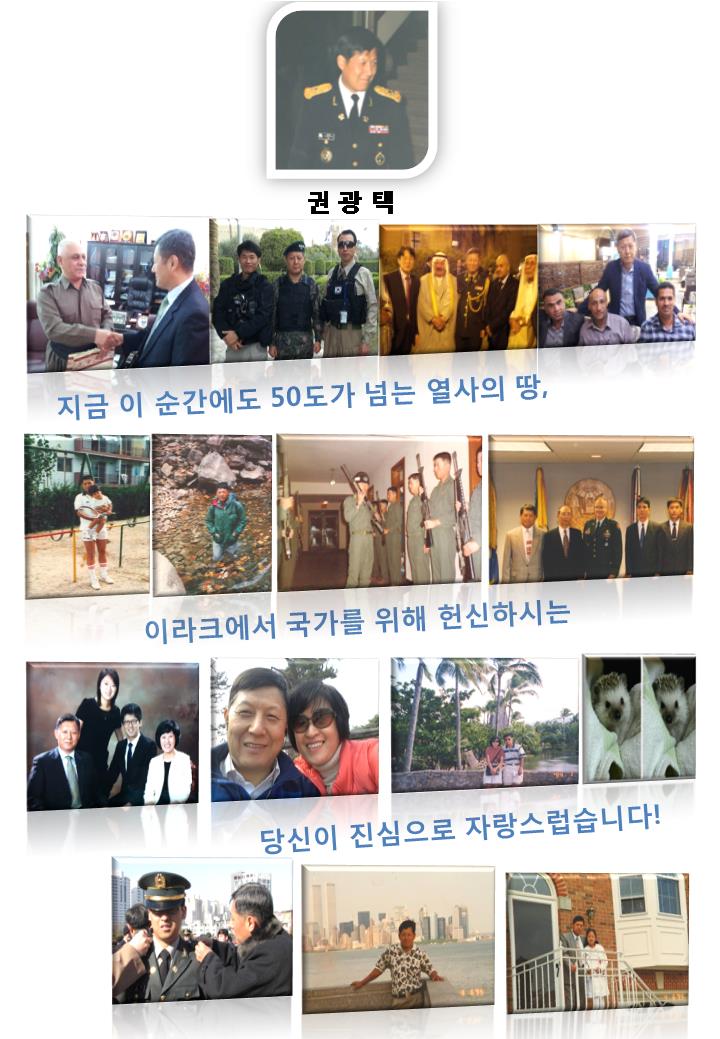 권 광 택
지금 이 순간에도 50도가 넘는 열사의 땅,
이라크에서 국가를 위해 헌신하시는
당신이 진심으로 자랑스럽습니다!